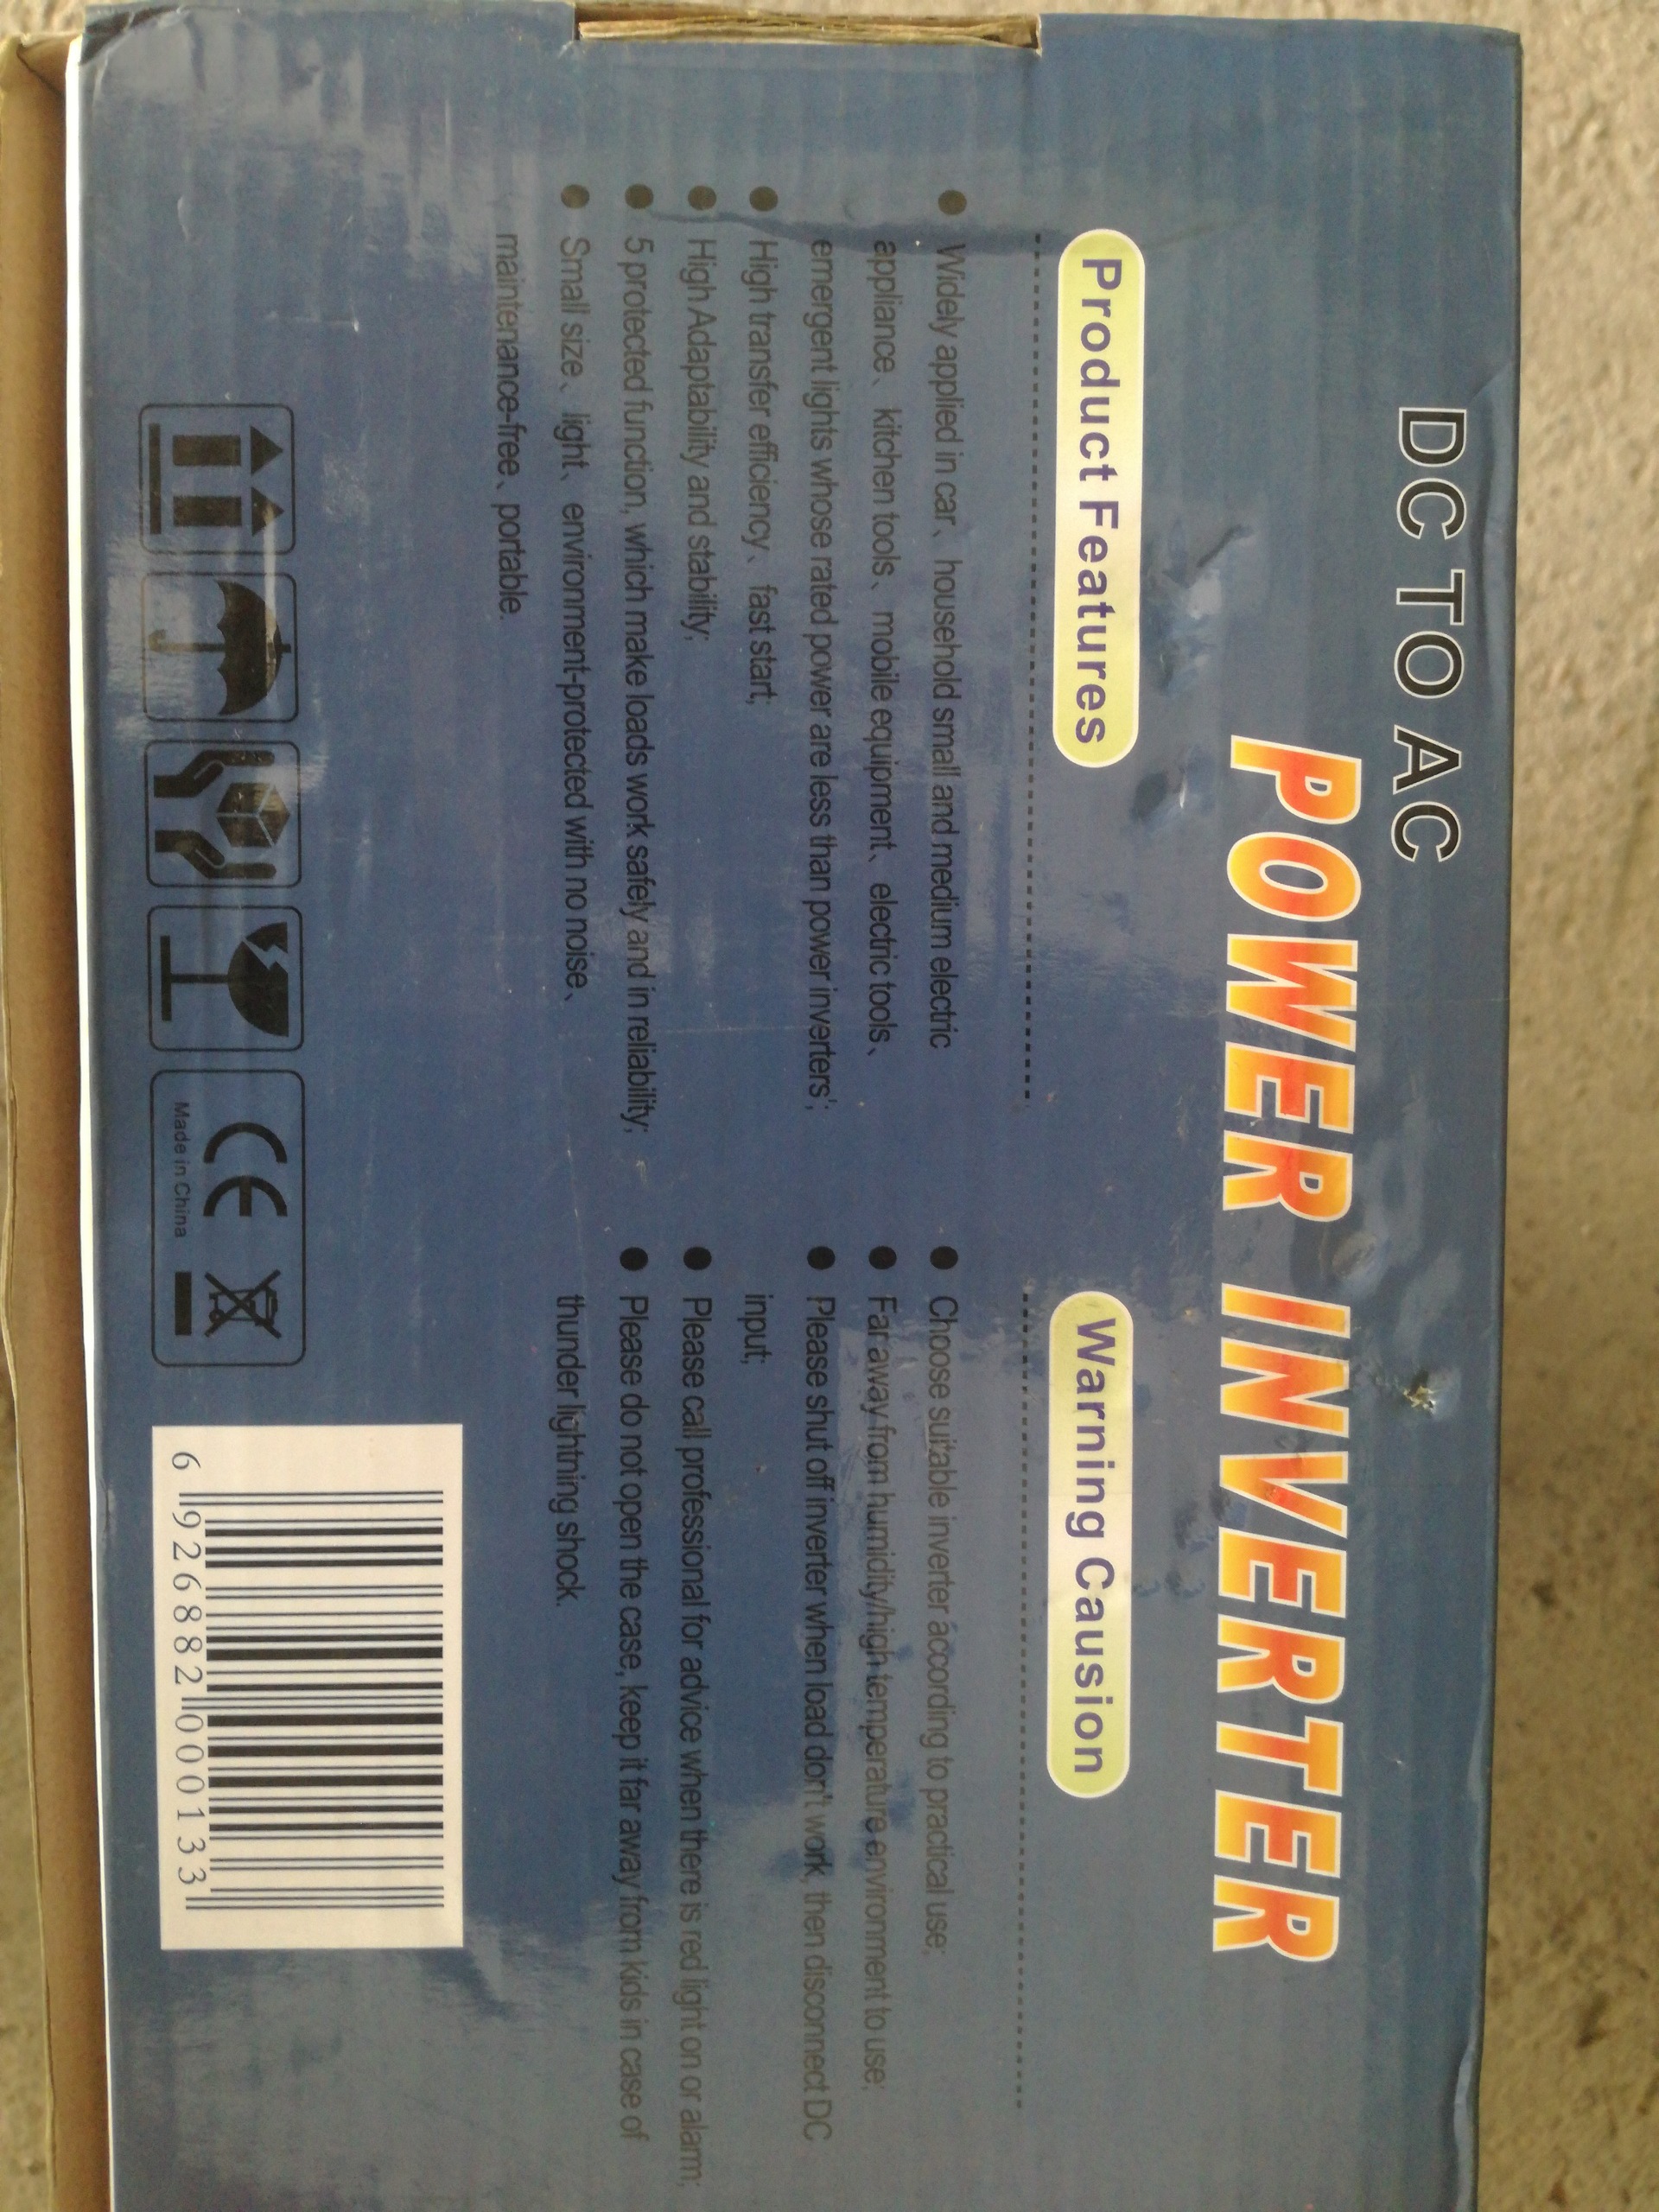 DC TO AC
POWER INVERTER
Product Features
● Widely applied in car、household small and medium electric
appliance、kitchen tools、mobile equipment、electric tools、
emergent lights whose rated power are less than power inverters';
● High transfer efficiency、fast start;
● High Adaptability and stability;
● 5 protected function, which make loads work safely and in reliability;
● Small size、light、environment-protected with no noise、
maintenance-free、portable.
Warning Causion
● Choose suitable inverter according to practical use;
● Far away from humidity/high temperature environment to use;
● Please shut off inverter when load don't work, then disconnect DC
input;
● Please call professional for advice when there is red light on or alarm;
● Please do not open the case, keep it far away from kids in case of
thunder lightning shock.
CE
Made in China
6 926882 000133